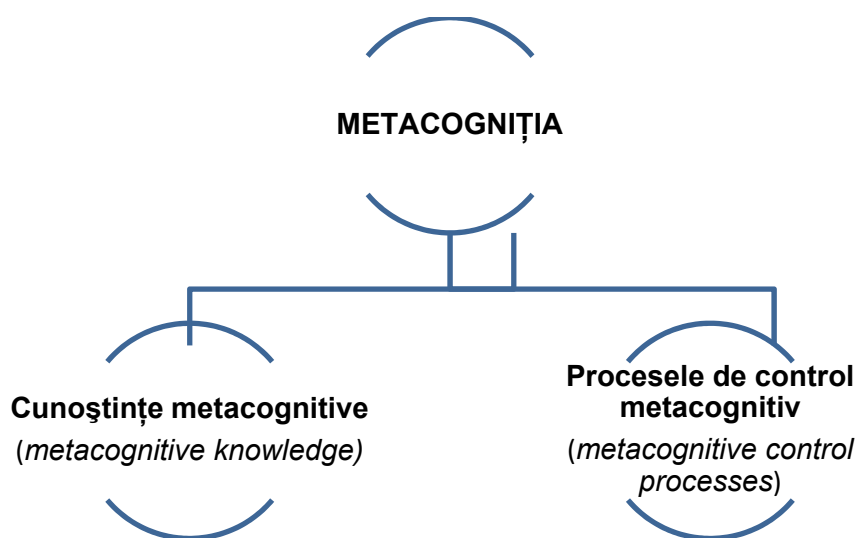 METACOGNIȚIA
Cunoştințe metacognitive
(metacognitive knowledge)
Procesele de control
metacognitiv
(metacognitive control
processes)